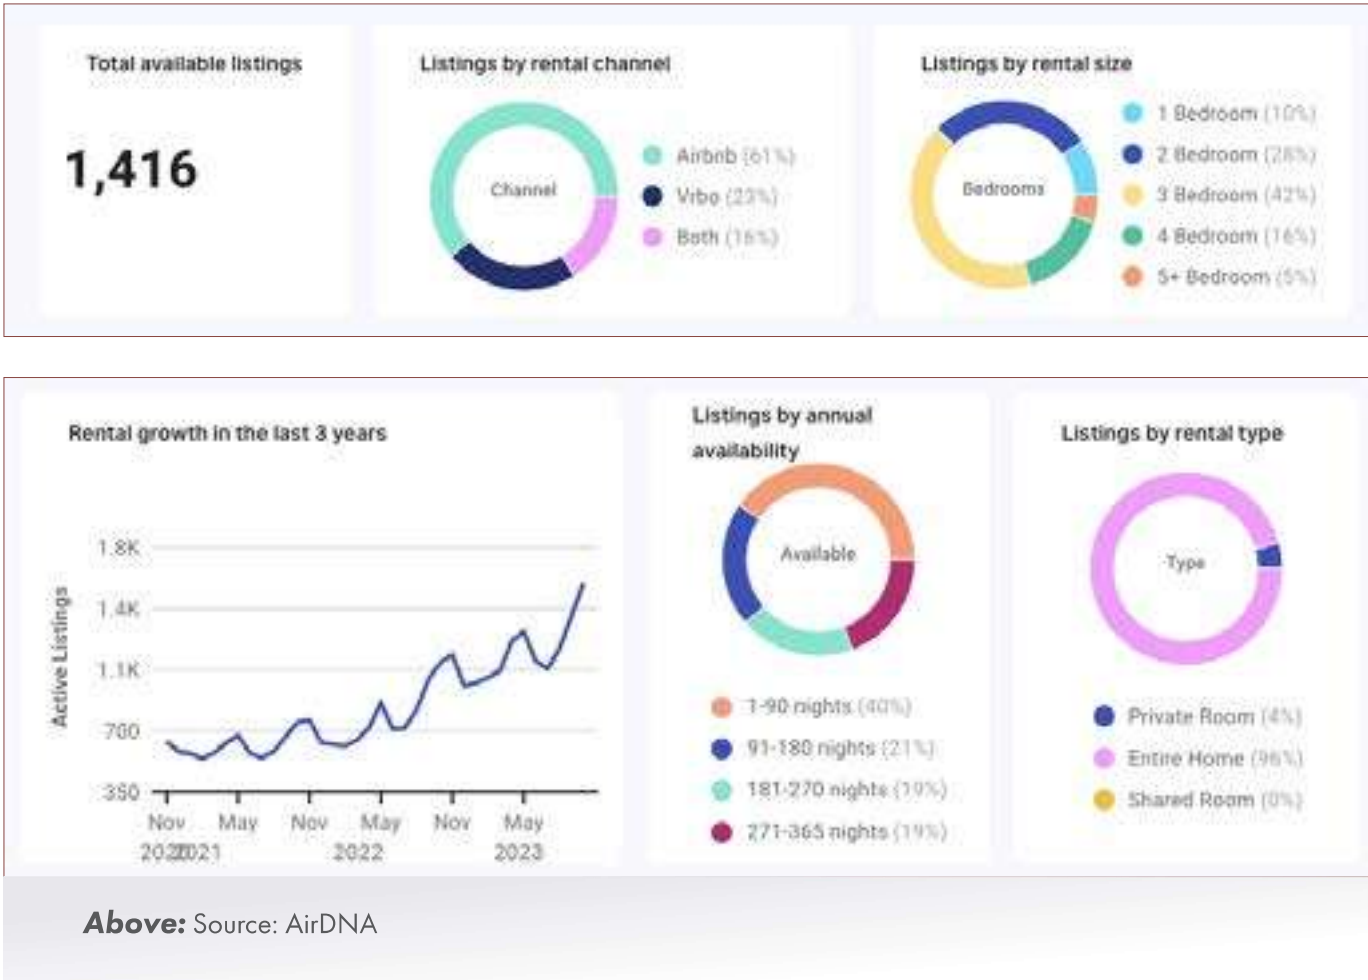 Total available listings
1,416
Listings by rental channel
Channel
Airbnb (61%)
Vrbo (23%)
Both (16%)
Listings by rental size
Bedrooms
1 Bedroom (10%)
2 Bedroom (28%)
3 Bedroom (42%)
4 Bedroom (16%)
5+ Bedroom (5%)
Rental growth in the last 3 years
Active Listings
1.8K
1.4K
1.1K
700
350
Nov May Nov May Nov May
2020 2021 2022 2023
Listings by annual
availability
Available
1-90 nights (40%)
91-180 nights (21%)
181-270 nights (19%)
271-365 nights (19%)
Listings by rental type
Type
Private Room (4%)
Entire Home (96%)
Shared Room (0%)
Above: Source: AirDNA